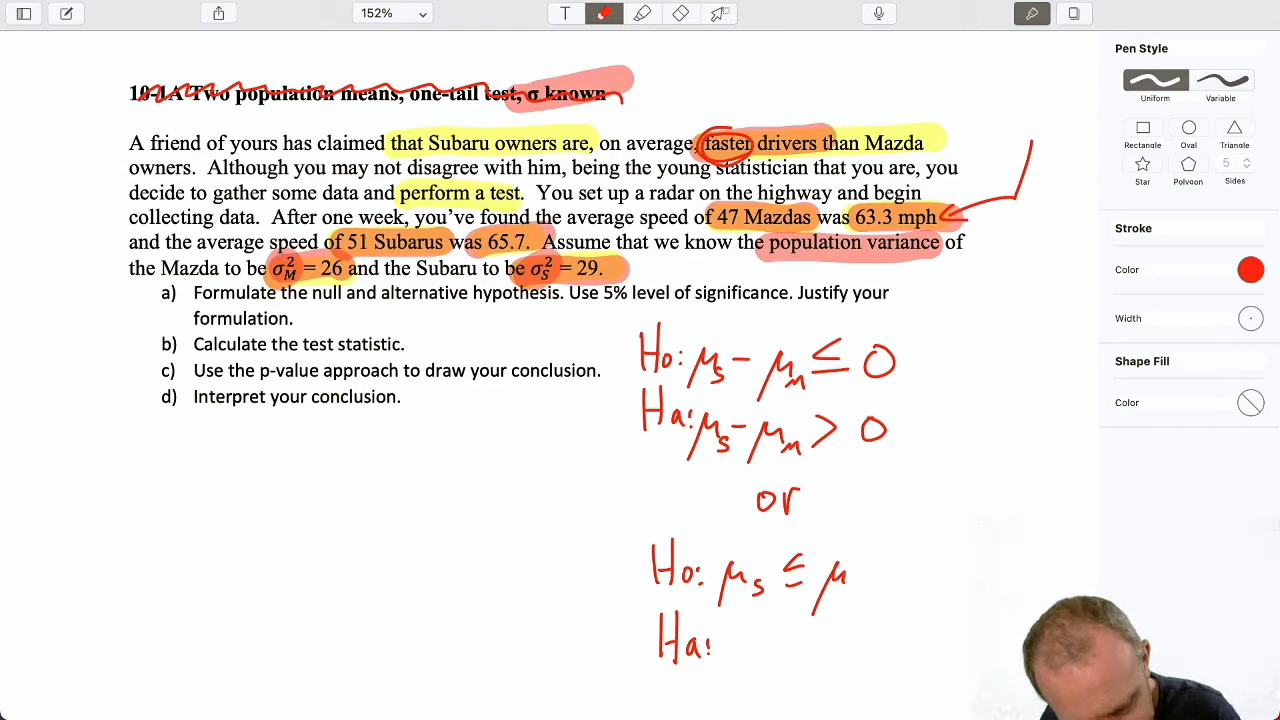 152%
T
Pen Style
Uniform
Variable
Rectangle
Oval
Triangle
Star
Polygon
5
Sides
Stroke
Color
Width
Shape Fill
Color
10-1A Two population means, one-tail test, σ known
A friend of yours has claimed that Subaru owners are, on average, faster drivers than Mazda
owners. Although you may not disagree with him, being the young statistician that you are, you
decide to gather some data and perform a test. You set up a radar on the highway and begin
collecting data. After one week, you've found the average speed of 47 Mazdas was 63.3 mph
and the average speed of 51 Subarus was 65.7. Assume that we know the population variance of
the Mazda to be σ²_M = 26 and the Subaru to be σ²_S = 29.
a) Formulate the null and alternative hypothesis. Use 5% level of significance. Justify your
formulation.
b) Calculate the test statistic.
c) Use the p-value approach to draw your conclusion.
d) Interpret your conclusion.
Ho: μs - μm ≤ 0
Ha: μs - μm > 0
or
Ho: μs ≤ μ
Ha: